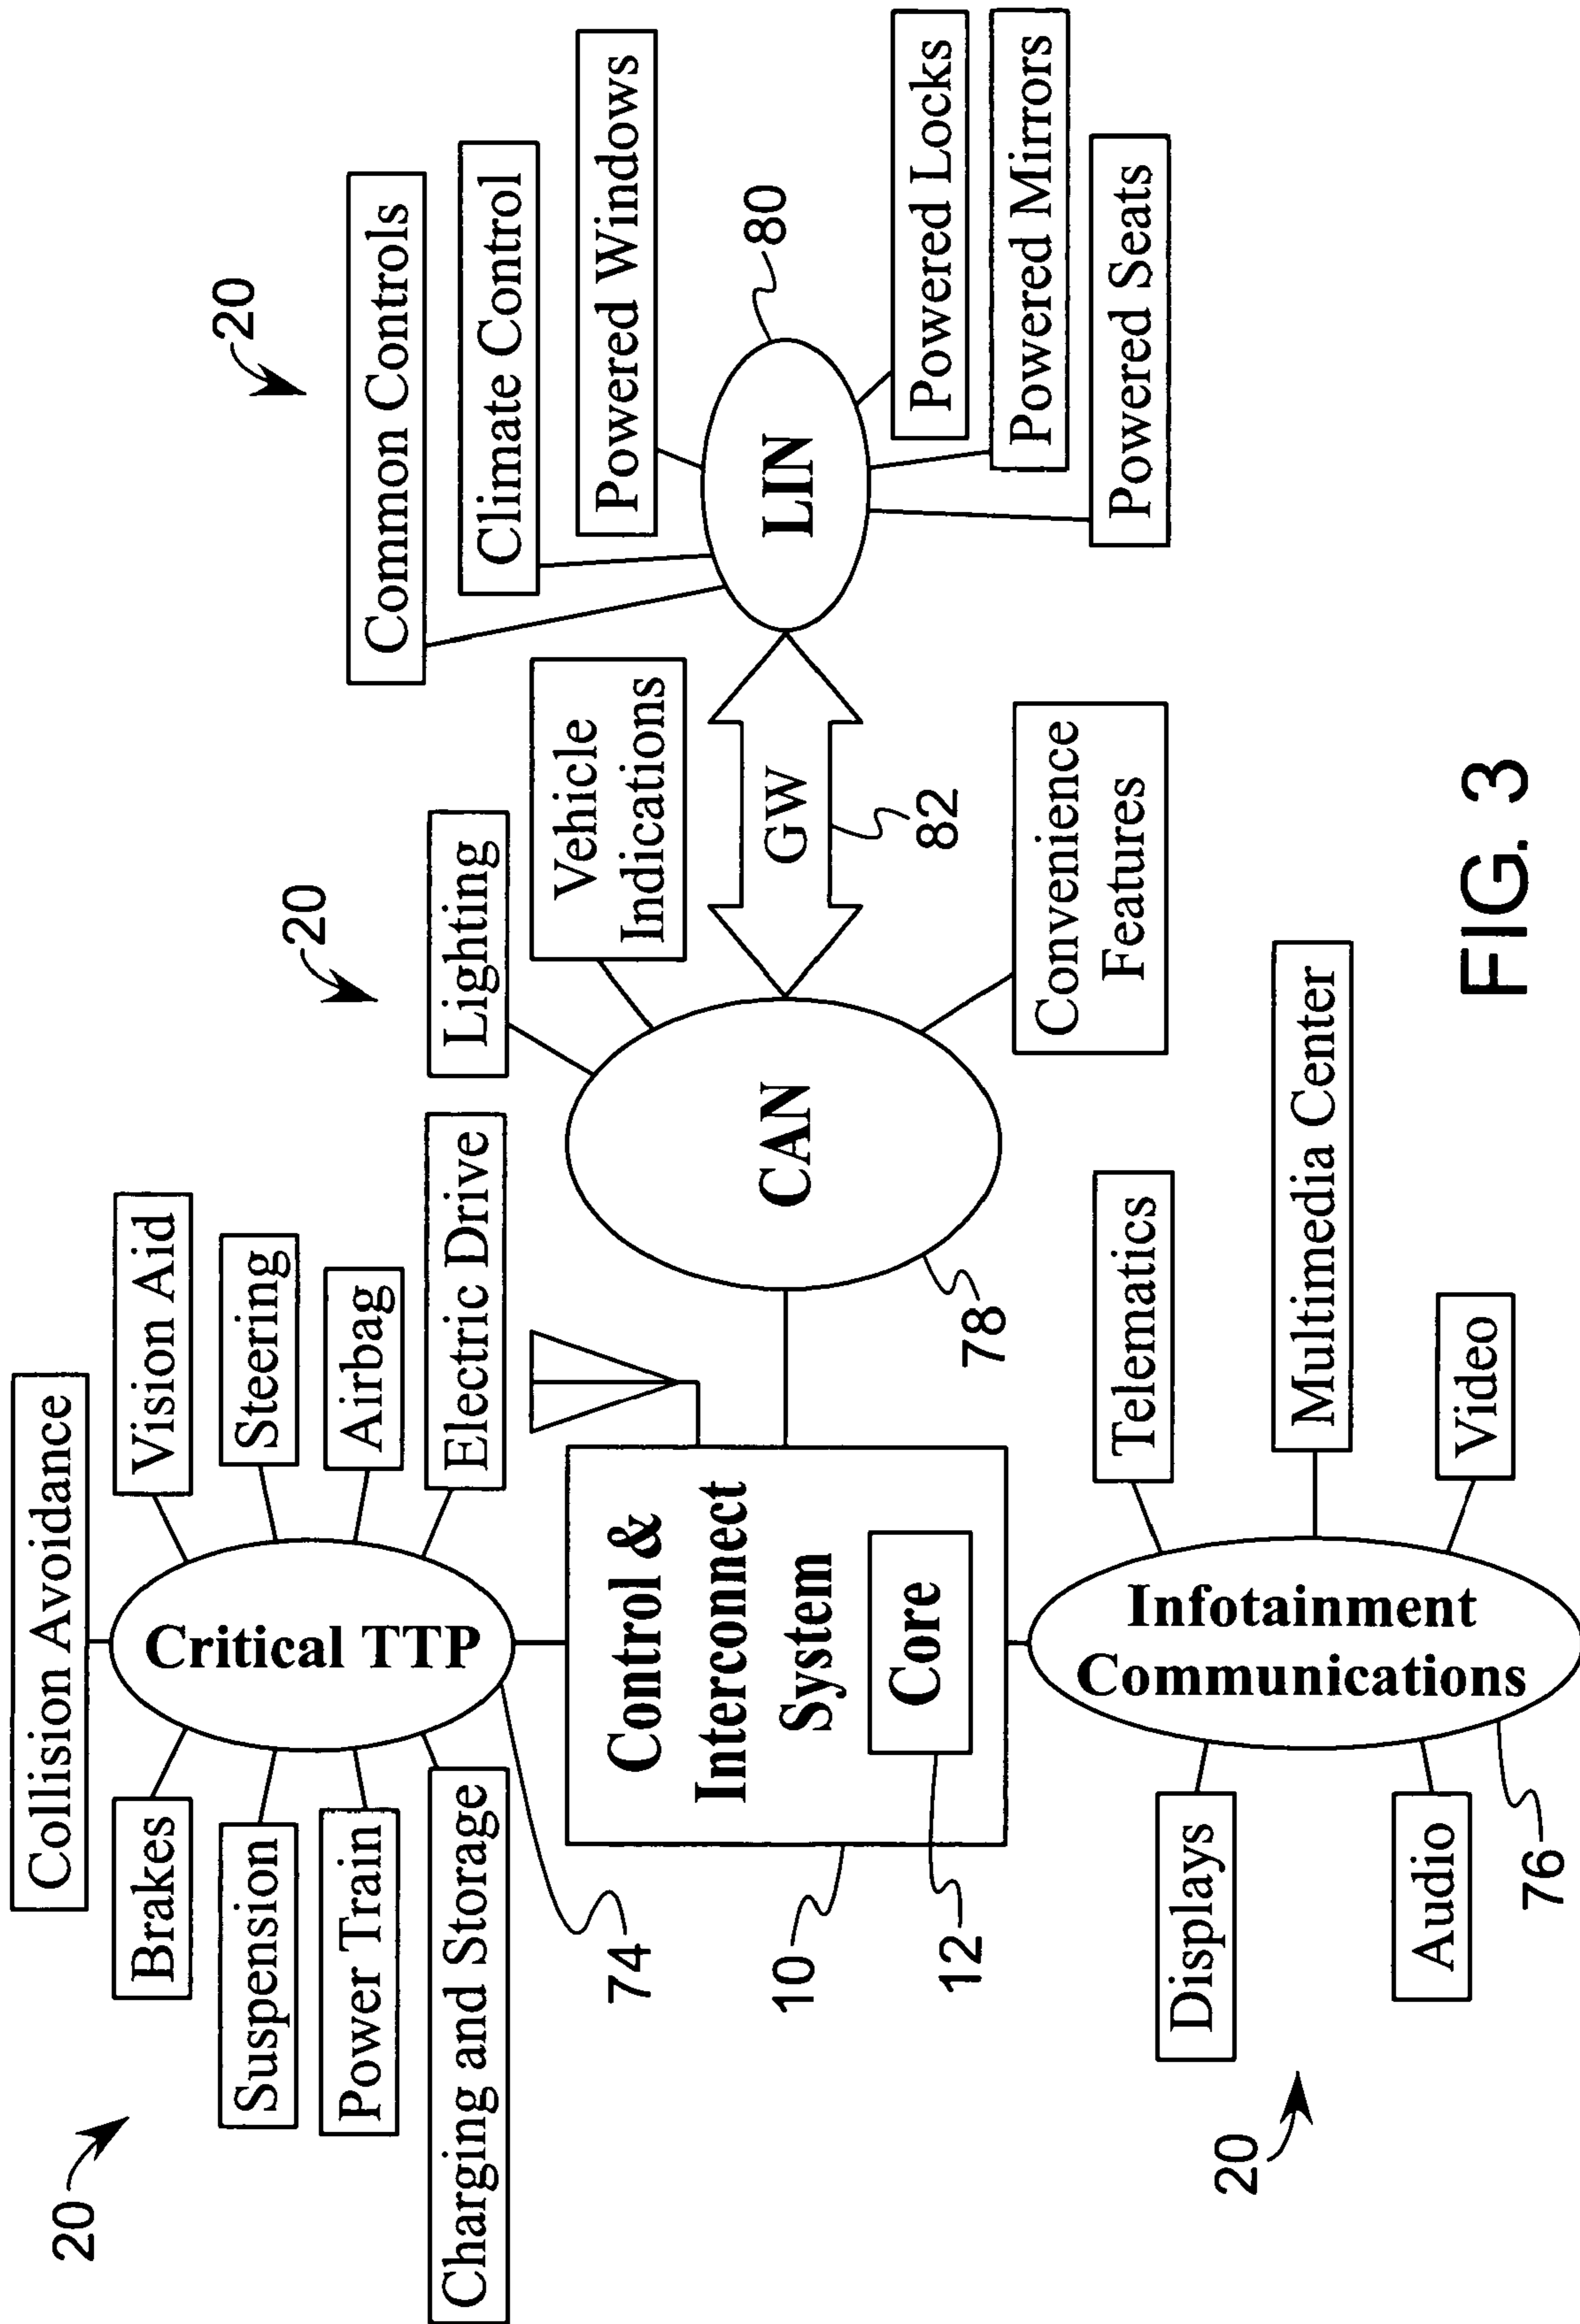 20
Collision Avoidance
Brakes
Vision Aid
Suspension
Steering
Power Train
Airbag
Charging and Storage
Electric Drive
Critical TTP
74
Control &
Interconnect
System
Core
10
12
Infotainment
Communications
76
Displays
Audio
Telematics
Multimedia Center
Video
20
CAN
78
20
Lighting
Vehicle
Indications
Convenience
Features
GW
82
LIN
80
20
Common Controls
Climate Control
Powered Windows
Powered Locks
Powered Mirrors
Powered Seats
FIG. 3